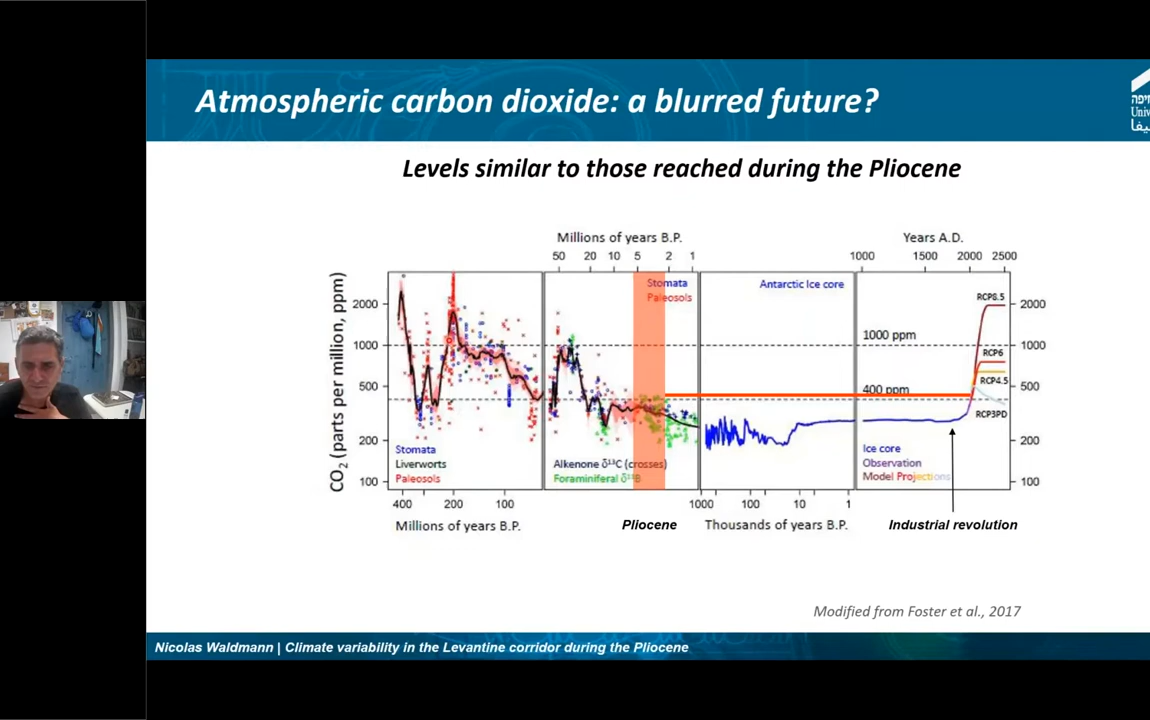 Atmospheric carbon dioxide: a blurred future?
Levels similar to those reached during the Pliocene
Millions of years B.P.
Years A.D.
50 20 10 5 2 1
1000 1500 2000 2500
CO2 (parts per million, ppm)
2000
1000
500
200
100
Stomata
Paleosols
Antarctic Ice core
1000 ppm
400 ppm
RCP8.5
RCP6
RCP4.5
RCP3PD
2000
1000
500
200
100
Stomata
Liverworts
Paleosols
Alkenone δ¹³C (crosses)
Foraminiferal δ¹¹B
Ice core
Observation
Model Projections
400 200 100
1000 100 10 1
Millions of years B.P.
Pliocene
Thousands of years B.P.
Industrial revolution
Modified from Foster et al., 2017
Nicolas Waldmann | Climate variability in the Levantine corridor during the Pliocene